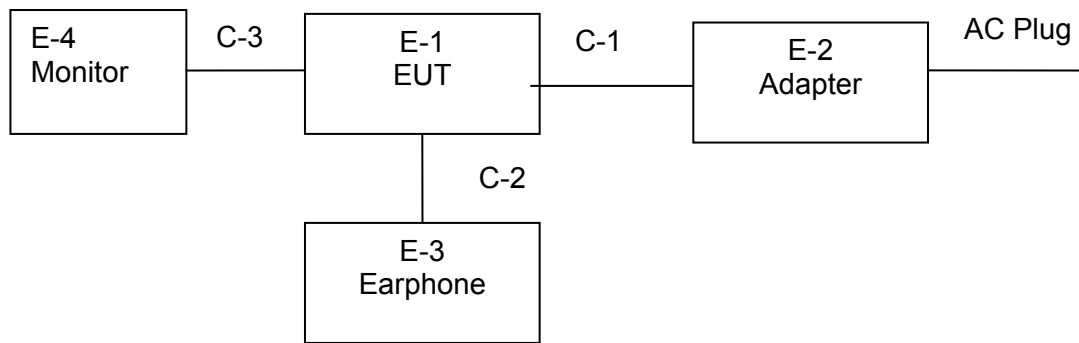 E-4
Monitor
C-3
E-1
EUT
C-1
E-2
Adapter
AC Plug
C-2
E-3
Earphone